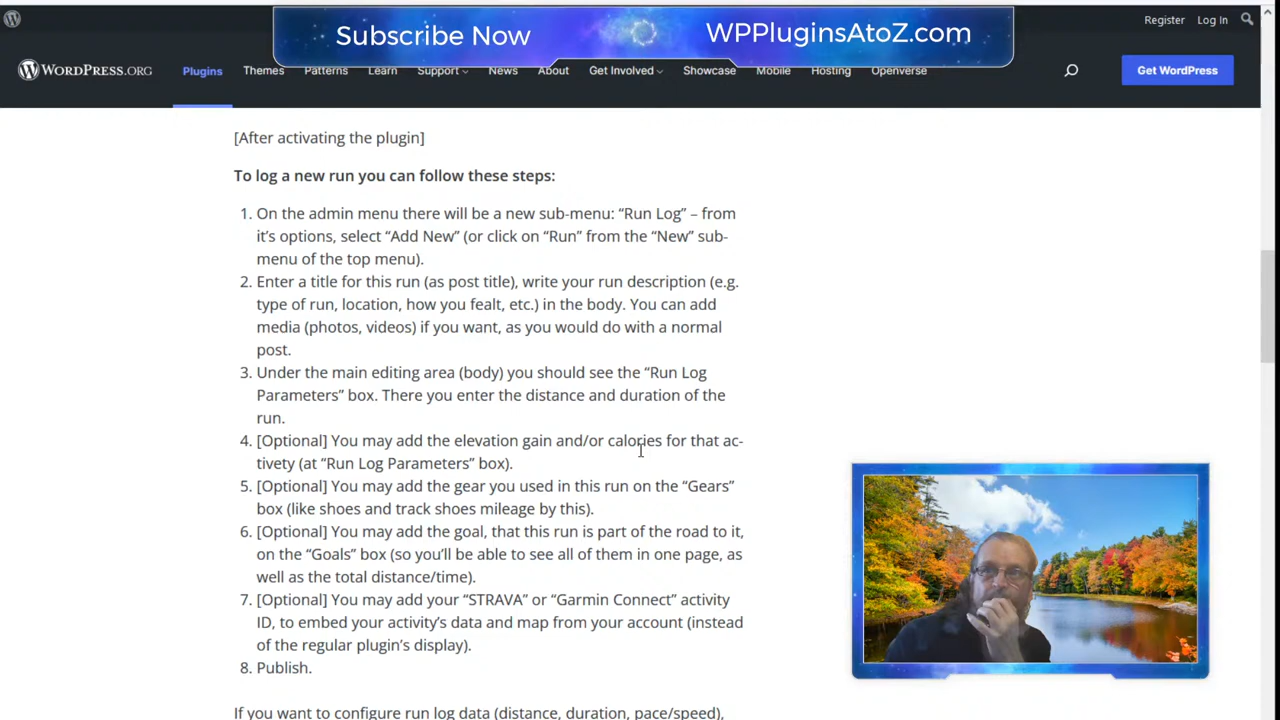 Subscribe Now
WPPluginsAtoZ.com
Register
Log In
WORDPRESS.ORG
Plugins
Themes
Patterns
Learn
Support
News
About
Get Involved
Showcase
Mobile
Hosting
Openverse
Get WordPress
[After activating the plugin]
To log a new run you can follow these steps:
1. On the admin menu there will be a new sub-menu: “Run Log” – from
it’s options, select “Add New” (or click on “Run” from the “New” sub-
menu of the top menu).
2. Enter a title for this run (as post title), write your run description (e.g.
type of run, location, how you fealt, etc.) in the body. You can add
media (photos, videos) if you want, as you would do with a normal
post.
3. Under the main editing area (body) you should see the “Run Log
Parameters” box. There you enter the distance and duration of the
run.
4. [Optional] You may add the elevation gain and/or calories for that ac-
tivety (at “Run Log Parameters” box).
5. [Optional] You may add the gear you used in this run on the “Gears”
box (like shoes and track shoes mileage by this).
6. [Optional] You may add the goal, that this run is part of the road to it,
on the “Goals” box (so you’ll be able to see all of them in one page, as
well as the total distance/time).
7. [Optional] You may add your “STRAVA” or “Garmin Connect” activity
ID, to embed your activity’s data and map from your account (instead
of the regular plugin’s display).
8. Publish.
If you want to configure run log data (distance, duration, pace/speed),